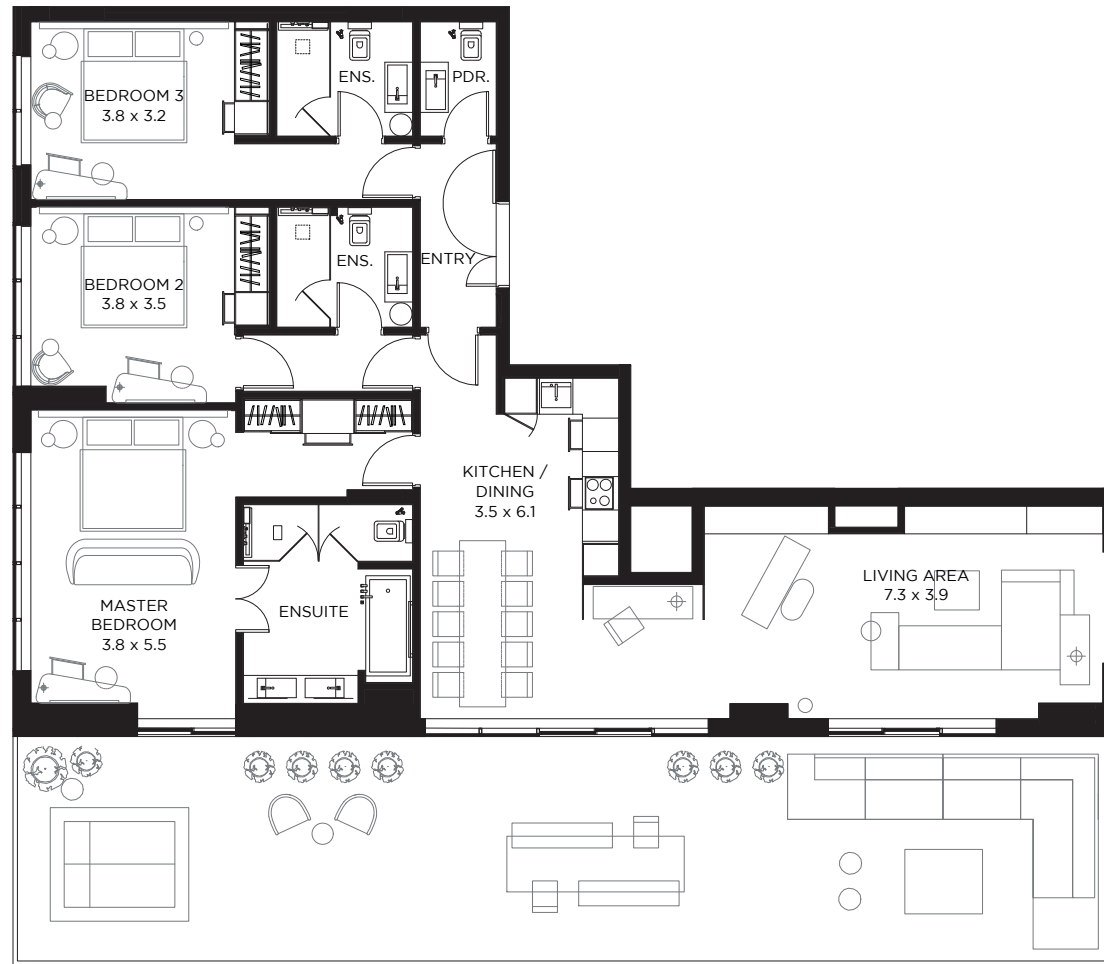 BEDROOM 3
3.8 x 3.2
ENS.
PDR.
BEDROOM 2
3.8 x 3.5
ENS.
ENTRY
KITCHEN /
DINING
3.5 x 6.1
MASTER
BEDROOM
3.8 x 5.5
ENSUITE
LIVING AREA
7.3 x 3.9